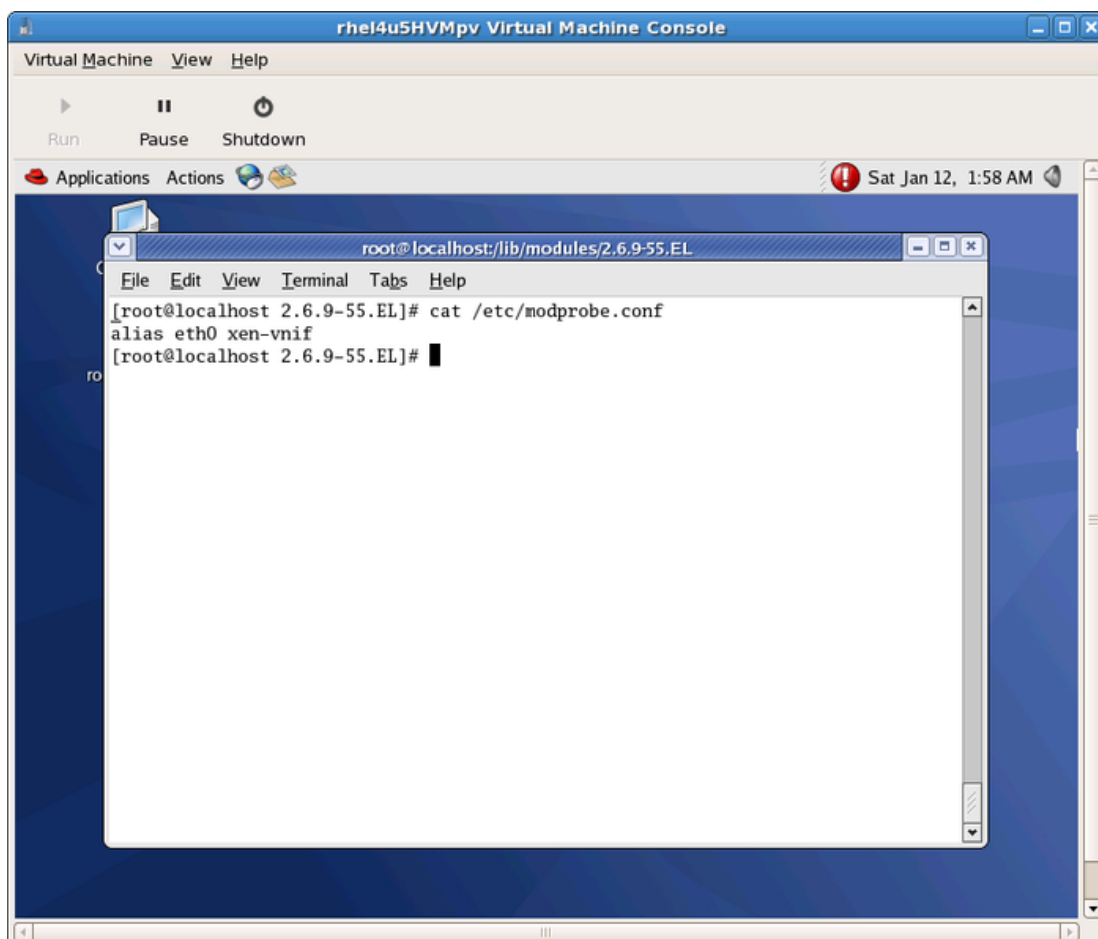 rhel4u5HVMpv Virtual Machine Console
Virtual Machine View Help
Run Pause Shutdown
Applications Actions Sat Jan 12, 1:58 AM
root@localhost:/lib/modules/2.6.9-55.EL
File Edit View Terminal Tabs Help
[root@localhost 2.6.9-55.EL]# cat /etc/modprobe.conf
alias eth0 xen-vnif
[root@localhost 2.6.9-55.EL]#
ro